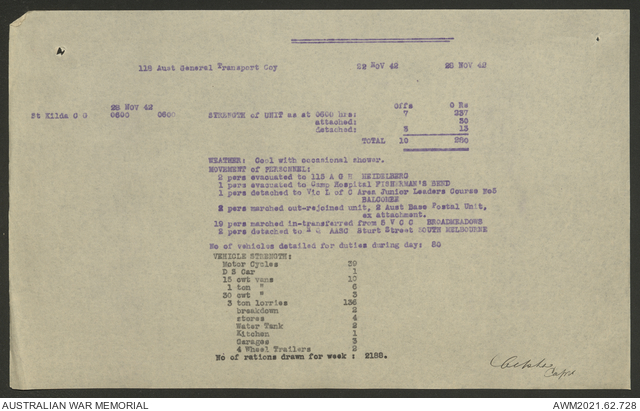 118 Aust General Transport Coy 22 Nov 42 29 NOV 42
28 NOV 42
Offs O Rs
St Kilda C G 0600 0600 STRENGTH of UNIT as at 0600 hrs: 7 237
attached: 30
detached: 3 13
TOTAL 10 280
WEATHER: Cool with occasional shower.
MOVEMENT of PERSONNEL:
2 pers evacuated to 115 A G H HEIDELBERG
1 pers evacuated to Camp Hospital FISHERMAN'S BEND
1 pers detached to Vic L of C Area Junior Leaders Course No5
BALCOMBE
2 pers marched out-rejoined unit, 2 Aust Base Postal Unit,
ex attachment.
19 pers marched in-transferred from S V C C BROADMEADOWS
2 pers detached to AASC Sturt Street SOUTH MELBOURNE
No of vehicles detailed for duties during day: 80
VEHICLE STRENGTH:
Motor Cycles 29
D S Car 1
15 cwt vans 10
1 ton " 6
30 cwt " 3
3 ton lorries 136
breakdown 2
stores 4
Water Tank 2
Kitchen 1
Garages 3
4 Wheel Trailers 2
No of rations drawn for week : 2188.
Capt
AUSTRALIAN WAR MEMORIAL AWM2021.62.728